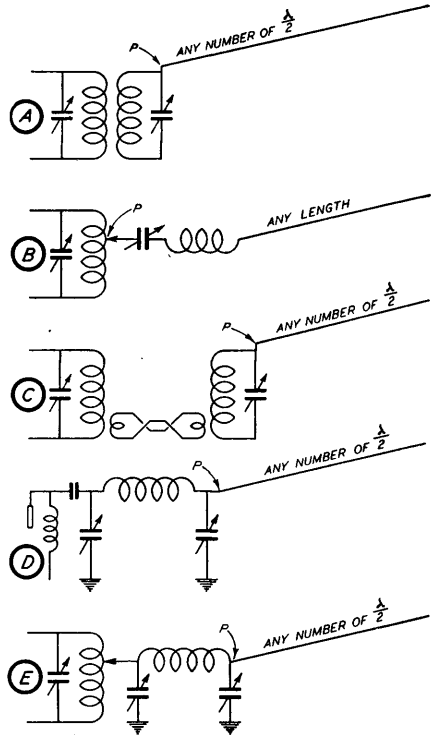 P
ANY NUMBER OF λ/2
A
P
ANY LENGTH
B
P
ANY NUMBER OF λ/2
C
P
ANY NUMBER OF λ/2
D
P
ANY NUMBER OF λ/2
E